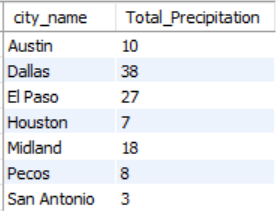 city_name Total_Precipitation
Austin 10
Dallas 38
El Paso 27
Houston 7
Midland 18
Pecos 8
San Antonio 3